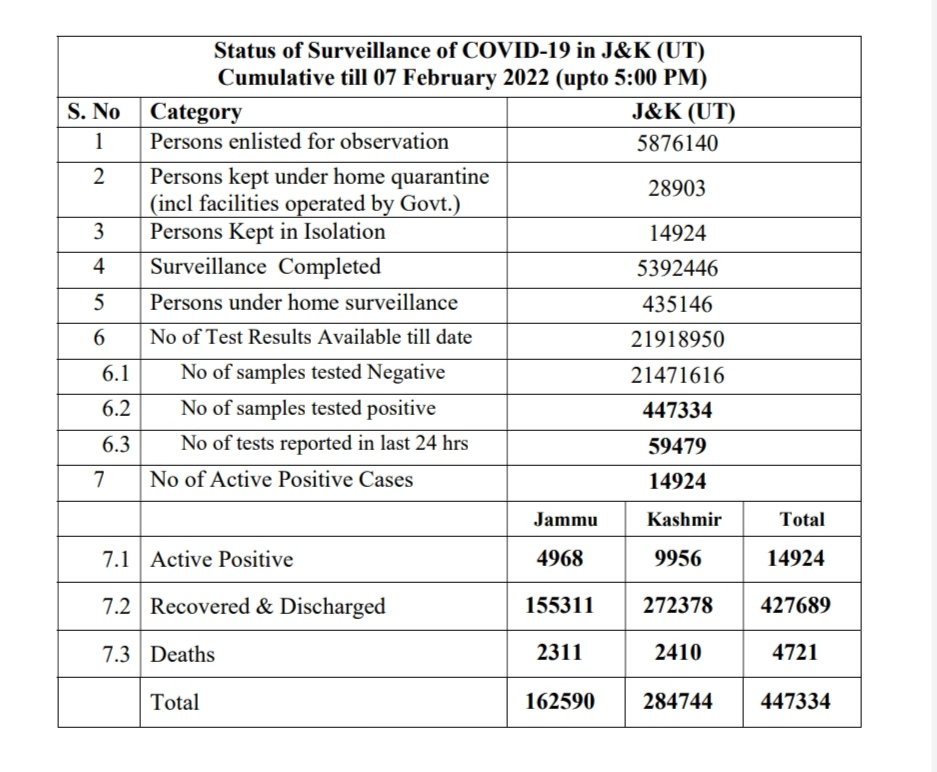 Status of Surveillance of COVID-19 in J&K (UT)
Cumulative till 07 February 2022 (upto 5:00 PM)
S. No Category J&K (UT)
1 Persons enlisted for observation 5876140
2 Persons kept under home quarantine
(incl facilities operated by Govt.) 28903
3 Persons Kept in Isolation 14924
4 Surveillance Completed 5392446
5 Persons under home surveillance 435146
6 No of Test Results Available till date 21918950
6.1 No of samples tested Negative 21471616
6.2 No of samples tested positive 447334
6.3 No of tests reported in last 24 hrs 59479
7 No of Active Positive Cases 14924
Jammu Kashmir Total
7.1 Active Positive 4968 9956 14924
7.2 Recovered & Discharged 155311 272378 427689
7.3 Deaths 2311 2410 4721
Total 162590 284744 447334